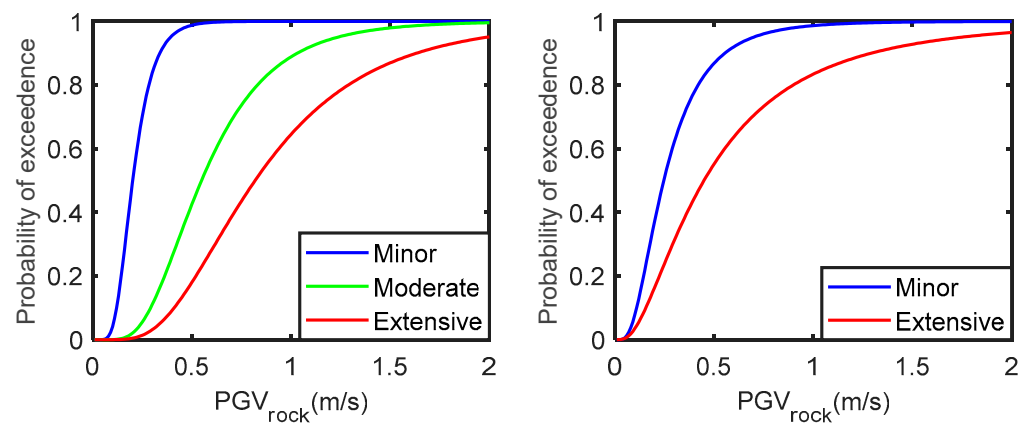 Probability of exceedence
1
0.8
0.6
0.4
0.2
0
0 0.5 1 1.5 2
PGVrock(m/s)
Minor
Moderate
Extensive
Probability of exceedence
1
0.8
0.6
0.4
0.2
0
0 0.5 1 1.5 2
PGVrock(m/s)
Minor
Extensive